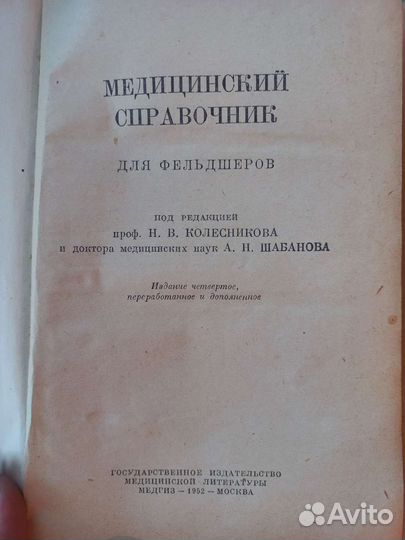 МЕДИЦИНСКИЙ
СПРАВОЧНИК
ДЛЯ ФЕЛЬДШЕРОВ
ПОД РЕДАКЦИЕЙ
проф. Н. В. КОЛЕСНИКОВА
и доктора медицинских наук А. Н. ШАБАНОВА
Издание четвертое,
переработанное и дополненное
ГОСУДАРСТВЕННОЕ ИЗДАТЕЛЬСТВО
МЕДИЦИНСКОЙ ЛИТЕРАТУРЫ
МЕДГИЗ — 1952 — МОСКВА
Avito